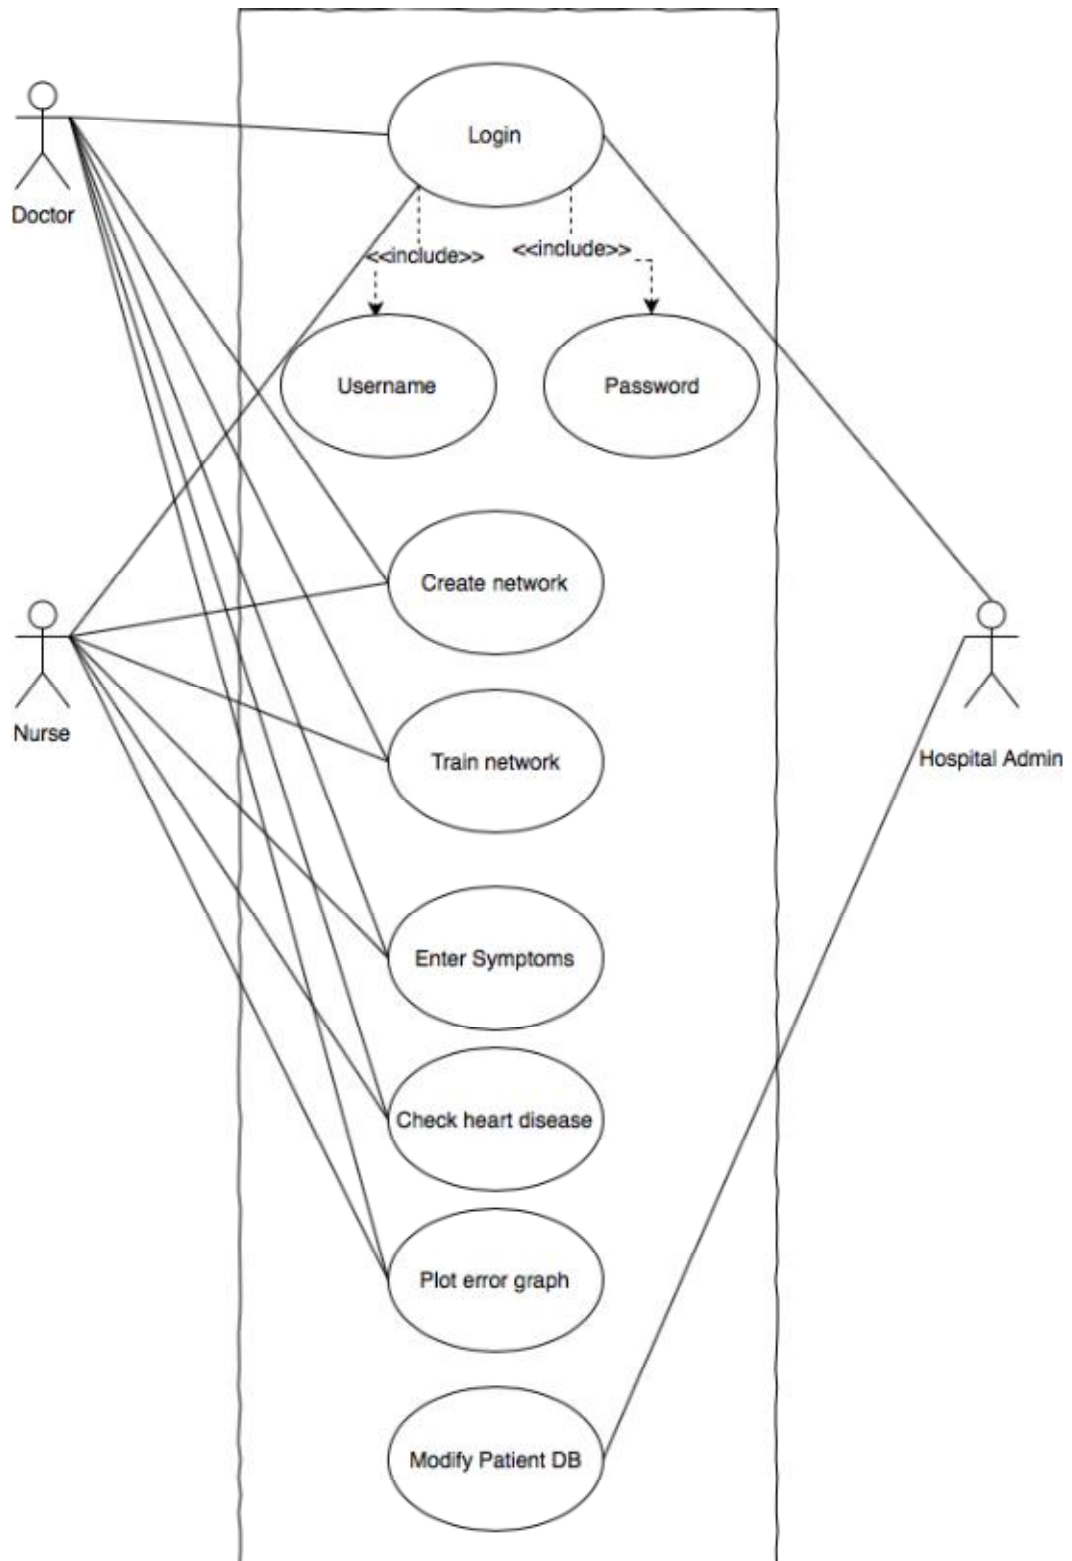 Login
Doctor
<<include>>
<<include>>
Username
Password
Create network
Nurse
Train network
Hospital Admin
Enter Symptoms
Check heart disease
Plot error graph
Modify Patient DB